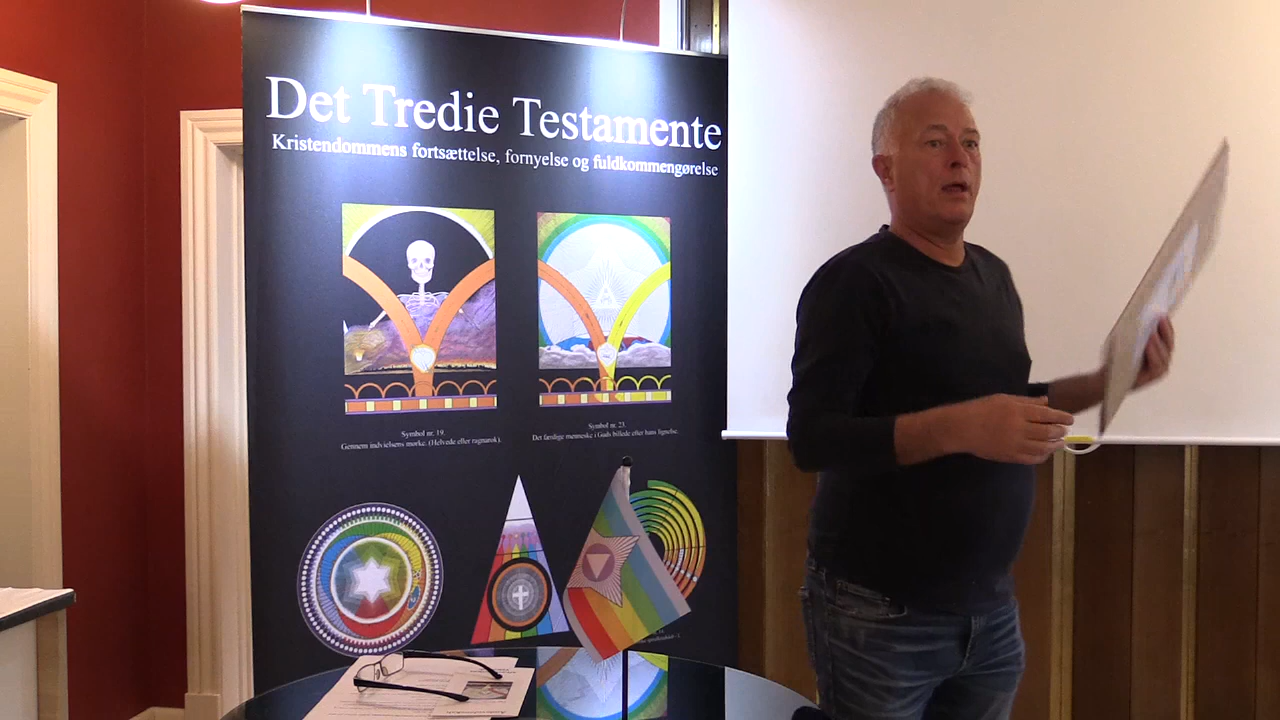 Det Tredie Testamente
Kristendommens fortsættelse, fornyelse og fuldkommengørelse
Symbol nr. 19.
Gennem indvielsens mørke. (Helvede efter ragnarok).
Symbol nr. 23.
Det færdige menneske i Guds billede efter hans lignelse.